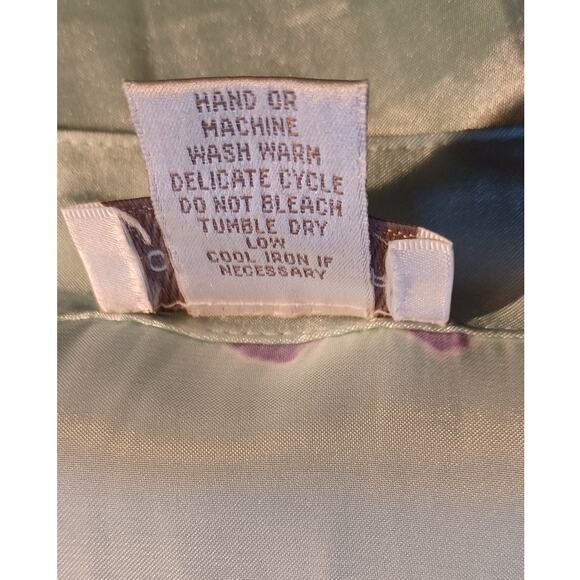 HAND OR
MACHINE
WASH WARM
DELICATE CYCLE
DO NOT BLEACH
TUMBLE DRY
LOW
COOL IRON IF
NECESSARY